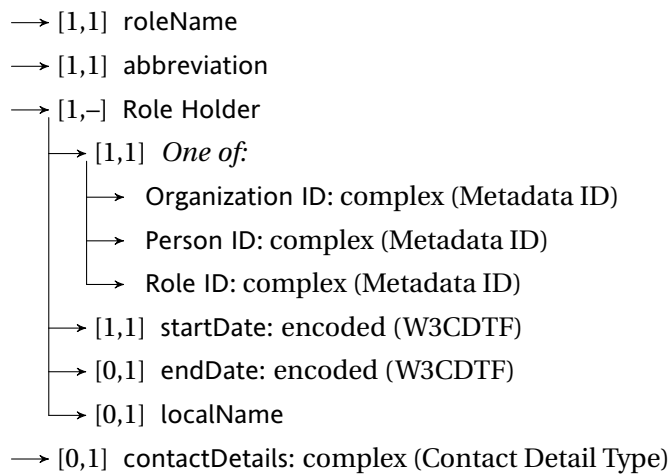 [1,1] roleName
[1,1] abbreviation
[1,–] Role Holder
[1,1] One of:
Organization ID: complex (Metadata ID)
Person ID: complex (Metadata ID)
Role ID: complex (Metadata ID)
[1,1] startDate: encoded (W3CDTF)
[0,1] endDate: encoded (W3CDTF)
[0,1] localName
[0,1] contactDetails: complex (Contact Detail Type)